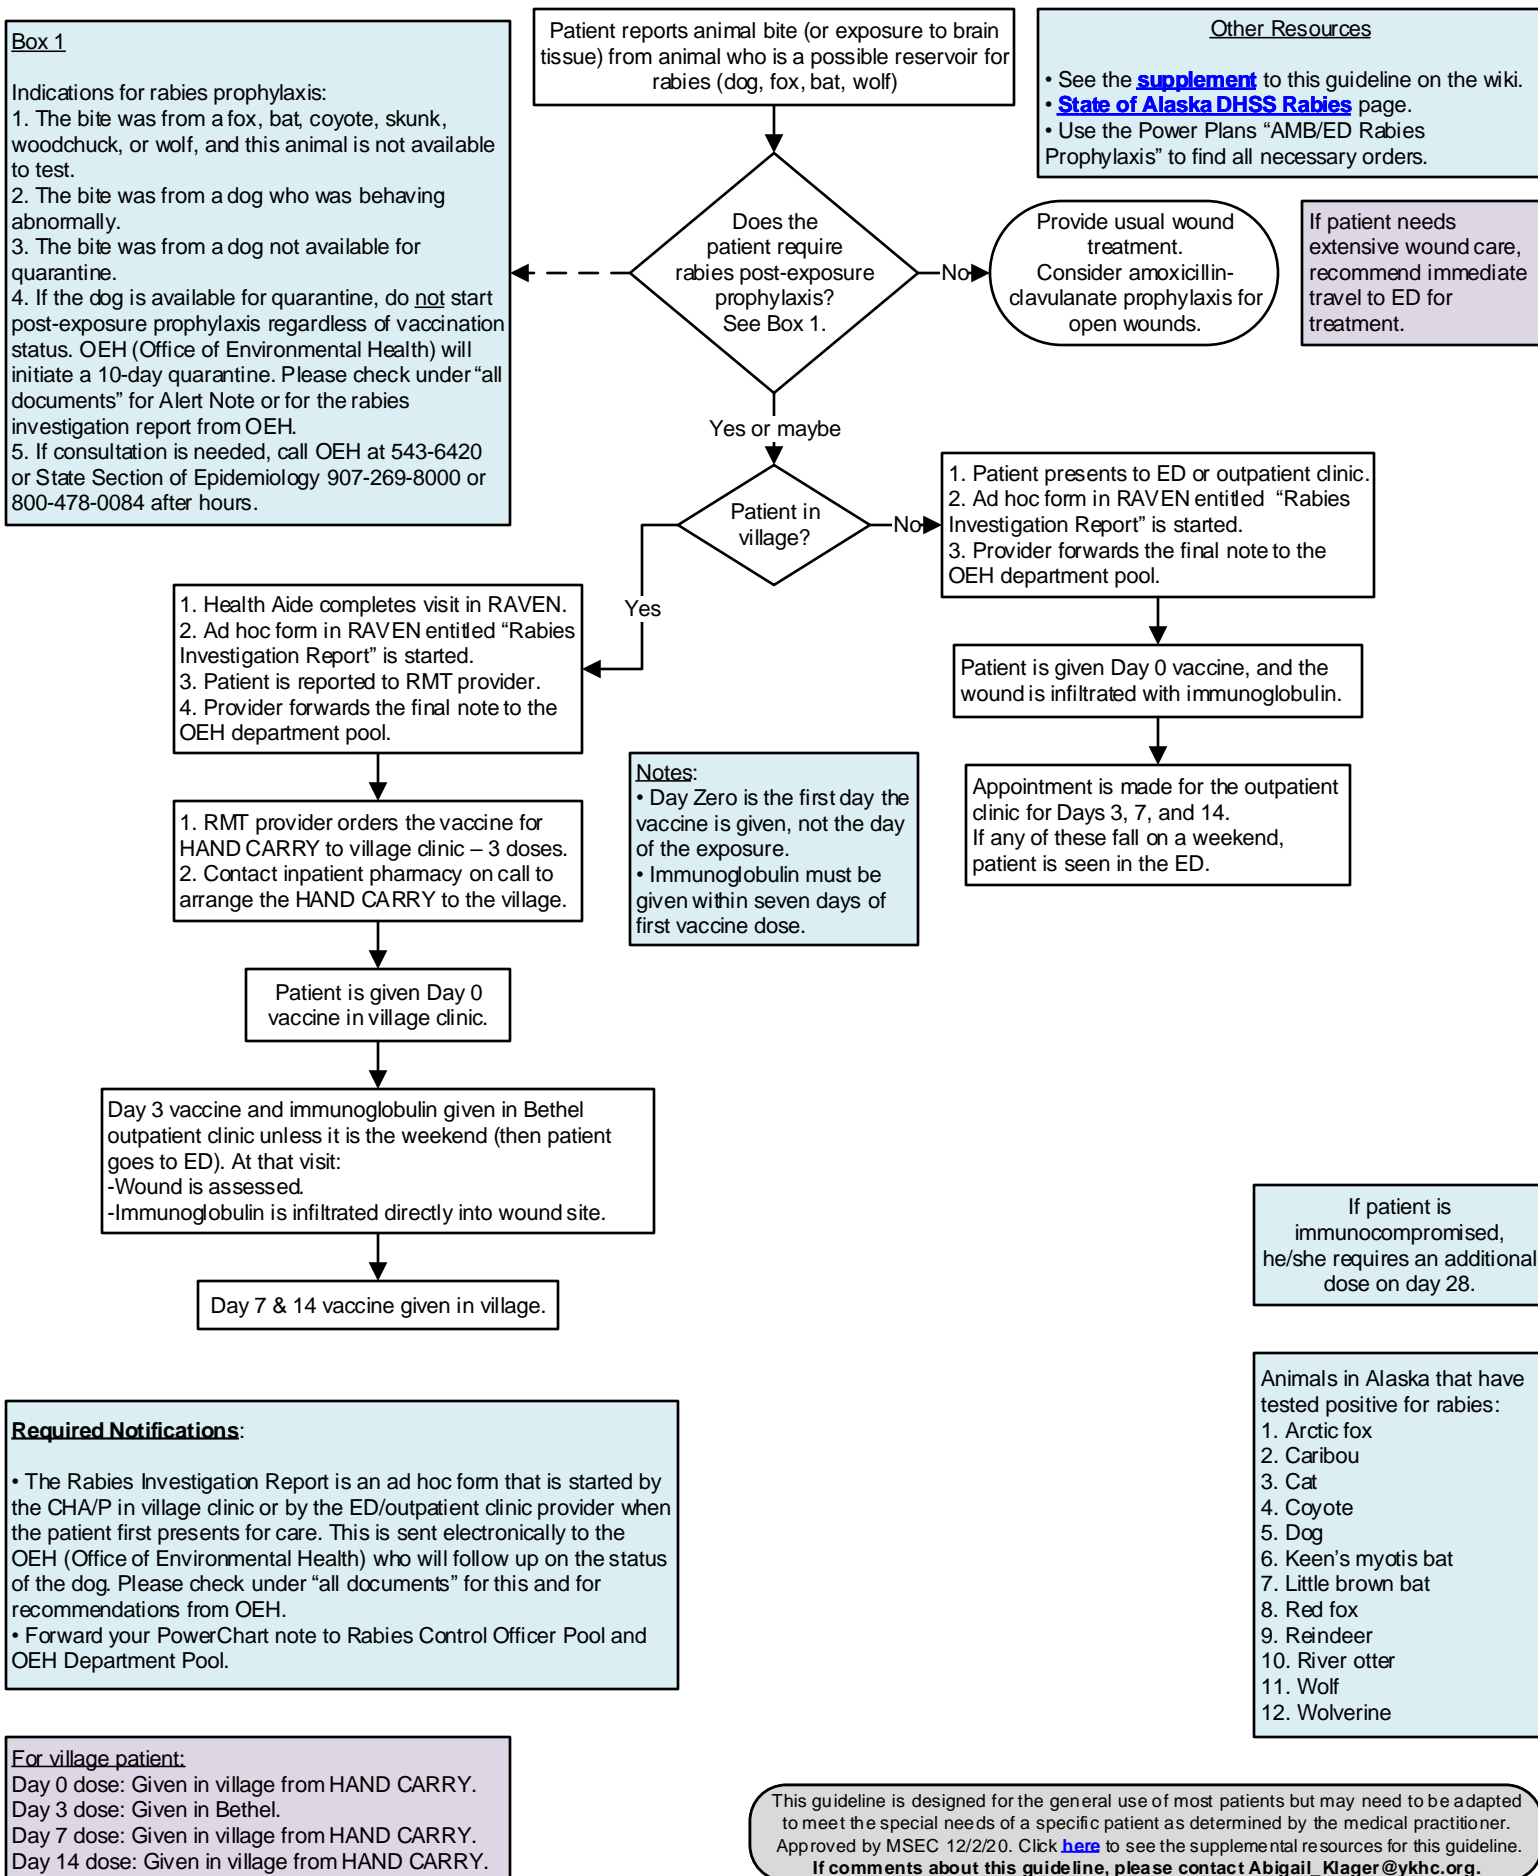 Box 1
Indications for rabies prophylaxis:
1. The bite was from a fox, bat, coyote, skunk,
woodchuck, or wolf, and this animal is not available
to test.
2. The bite was from a dog who was behaving
abnormally.
3. The bite was from a dog not available for
quarantine.
4. If the dog is available for quarantine, do not start
post-exposure prophylaxis regardless of vaccination
status. OEH (Office of Environmental Health) will
initiate a 10-day quarantine. Please check under “all
documents” for Alert Note or for the rabies
investigation report from OEH.
5. If consultation is needed, call OEH at 543-6420
or State Section of Epidemiology 907-269-8000 or
800-478-0084 after hours.
Patient reports animal bite (or exposure to brain
tissue) from animal who is a possible reservoir for
rabies (dog, fox, bat, wolf)
Other Resources
• See the supplement to this guideline on the wiki.
• State of Alaska DHSS Rabies page.
• Use the Power Plans “AMB/ED Rabies
Prophylaxis” to find all necessary orders.
Does the
patient require
rabies post-exposure
prophylaxis?
See Box 1.
No
Provide usual wound
treatment.
Consider amoxicillin-
clavulanate prophylaxis for
open wounds.
If patient needs
extensive wound care,
recommend immediate
travel to ED for
treatment.
Yes or maybe
Patient in
village?
No
1. Patient presents to ED or outpatient clinic.
2. Ad hoc form in RAVEN entitled “Rabies
Investigation Report” is started.
3. Provider forwards the final note to the
OEH department pool.
Yes
1. Health Aide completes visit in RAVEN.
2. Ad hoc form in RAVEN entitled “Rabies
Investigation Report” is started.
3. Patient is reported to RMT provider.
4. Provider forwards the final note to the
OEH department pool.
Patient is given Day 0 vaccine, and the
wound is infiltrated with immunoglobulin.
Notes:
• Day Zero is the first day the
vaccine is given, not the day
of the exposure.
• Immunoglobulin must be
given within seven days of
first vaccine dose.
Appointment is made for the outpatient
clinic for Days 3, 7, and 14.
If any of these fall on a weekend,
patient is seen in the ED.
1. RMT provider orders the vaccine for
HAND CARRY to village clinic – 3 doses.
2. Contact inpatient pharmacy on call to
arrange the HAND CARRY to the village.
Patient is given Day 0
vaccine in village clinic.
Day 3 vaccine and immunoglobulin given in Bethel
outpatient clinic unless it is the weekend (then patient
goes to ED). At that visit:
-Wound is assessed.
-Immunoglobulin is infiltrated directly into wound site.
Day 7 & 14 vaccine given in village.
If patient is
immunocompromised,
he/she requires an additional
dose on day 28.
Animals in Alaska that have
tested positive for rabies:
1. Arctic fox
2. Caribou
3. Cat
4. Coyote
5. Dog
6. Keen’s myotis bat
7. Little brown bat
8. Red fox
9. Reindeer
10. River otter
11. Wolf
12. Wolverine
Required Notifications:
• The Rabies Investigation Report is an ad hoc form that is started by
the CHA/P in village clinic or by the ED/outpatient clinic provider when
the patient first presents for care. This is sent electronically to the
OEH (Office of Environmental Health) who will follow up on the status
of the dog. Please check under “all documents” for this and for
recommendations from OEH.
• Forward your PowerChart note to Rabies Control Officer Pool and
OEH Department Pool.
For village patient:
Day 0 dose: Given in village from HAND CARRY.
Day 3 dose: Given in Bethel.
Day 7 dose: Given in village from HAND CARRY.
Day 14 dose: Given in village from HAND CARRY.
This guideline is designed for the general use of most patients but may need to be adapted
to meet the special needs of a specific patient as determined by the medical practitioner.
Approved by MSEC 12/2/20. Click here to see the supplemental resources for this guideline.
If comments about this guideline, please contact Abigail_Klager@ykhc.org.